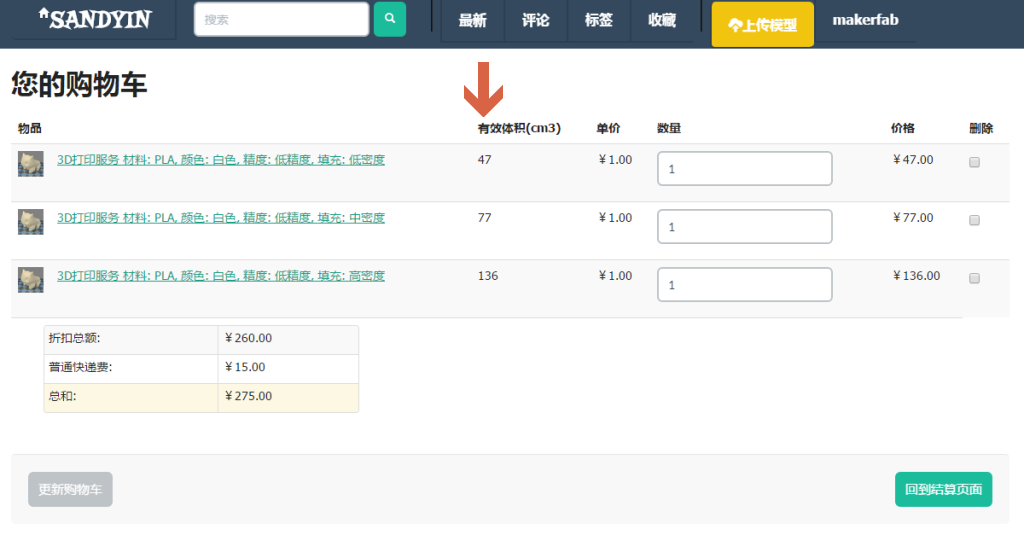 SANDYIN 搜索 最新 评论 标签 收藏 上传模型 makerfab
您的购物车
物品 有效体积(cm3) 单价 数量 价格 删除
3D打印服务 材料: PLA, 颜色: 白色, 精度: 低精度, 填充: 低密度 47 ￥1.00 1 ￥47.00
3D打印服务 材料: PLA, 颜色: 白色, 精度: 低精度, 填充: 中密度 77 ￥1.00 1 ￥77.00
3D打印服务 材料: PLA, 颜色: 白色, 精度: 低精度, 填充: 高密度 136 ￥1.00 1 ￥136.00
折扣总额: ￥260.00
普通快递费: ￥15.00
总和: ￥275.00
更新购物车 回到结算页面